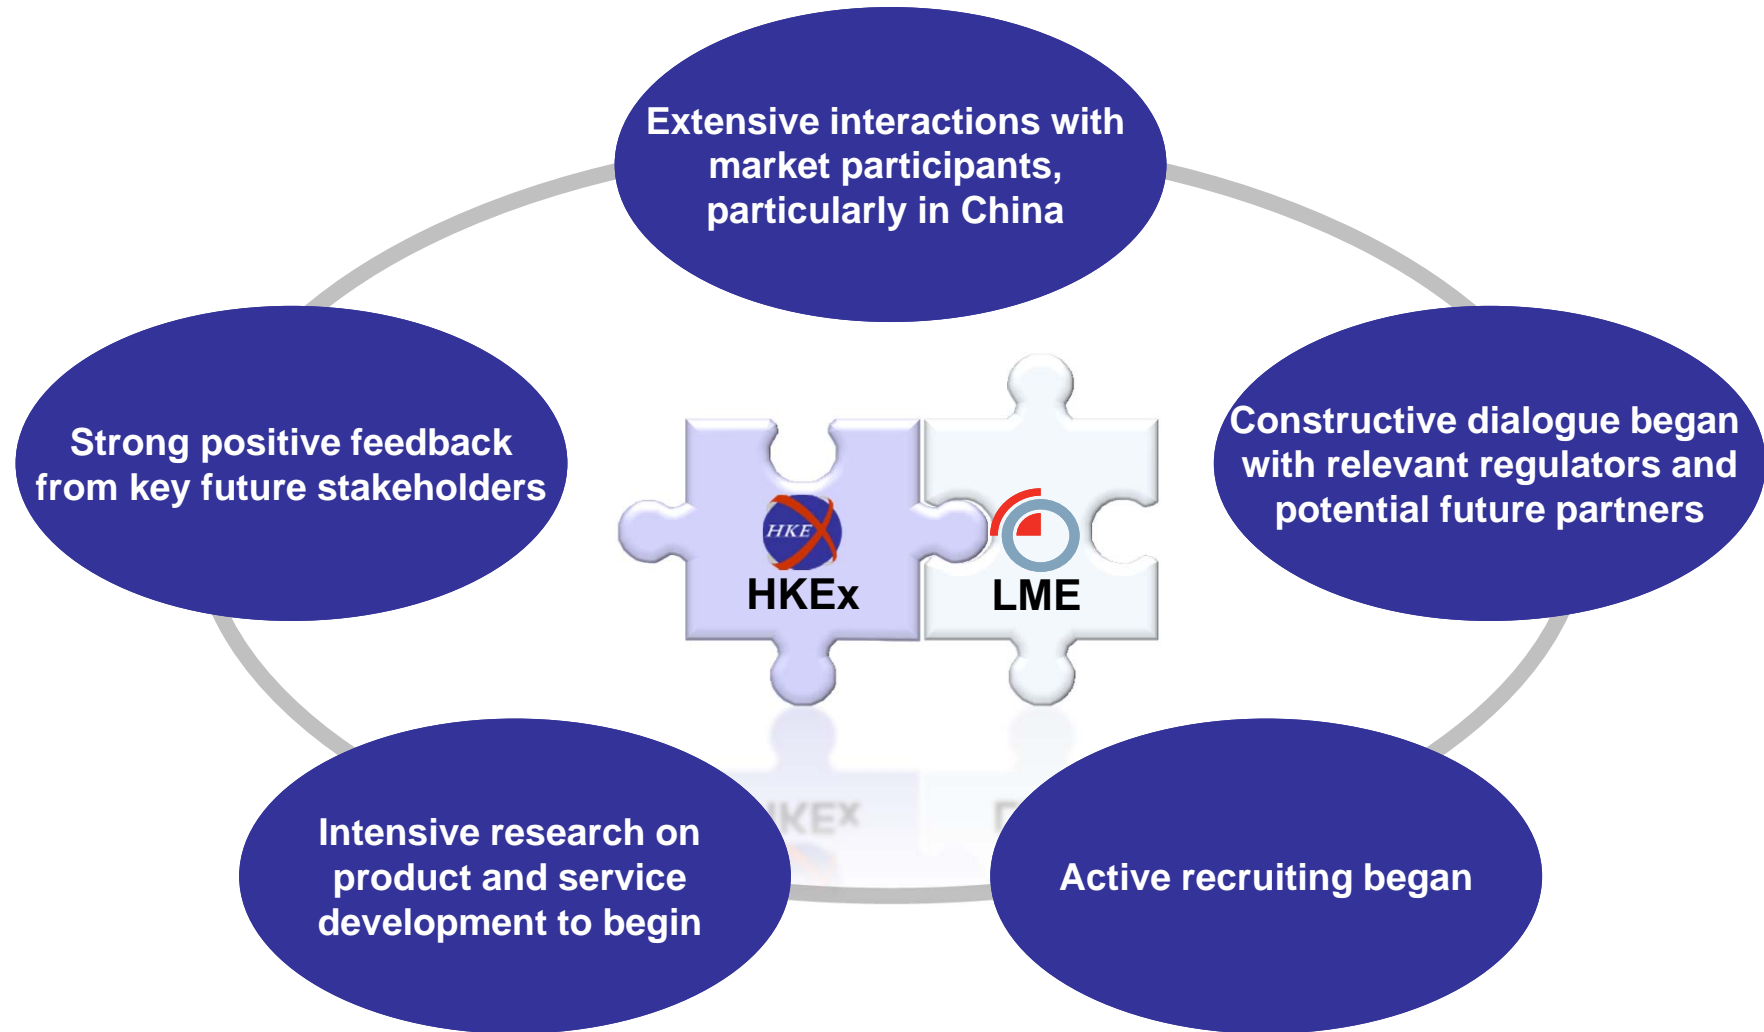 Extensive interactions with
market participants,
particularly in China
Strong positive feedback
from key future stakeholders
Constructive dialogue began
with relevant regulators and
potential future partners
HKEx
HKEx
LME
Intensive research on
product and service
development to begin
Active recruiting began